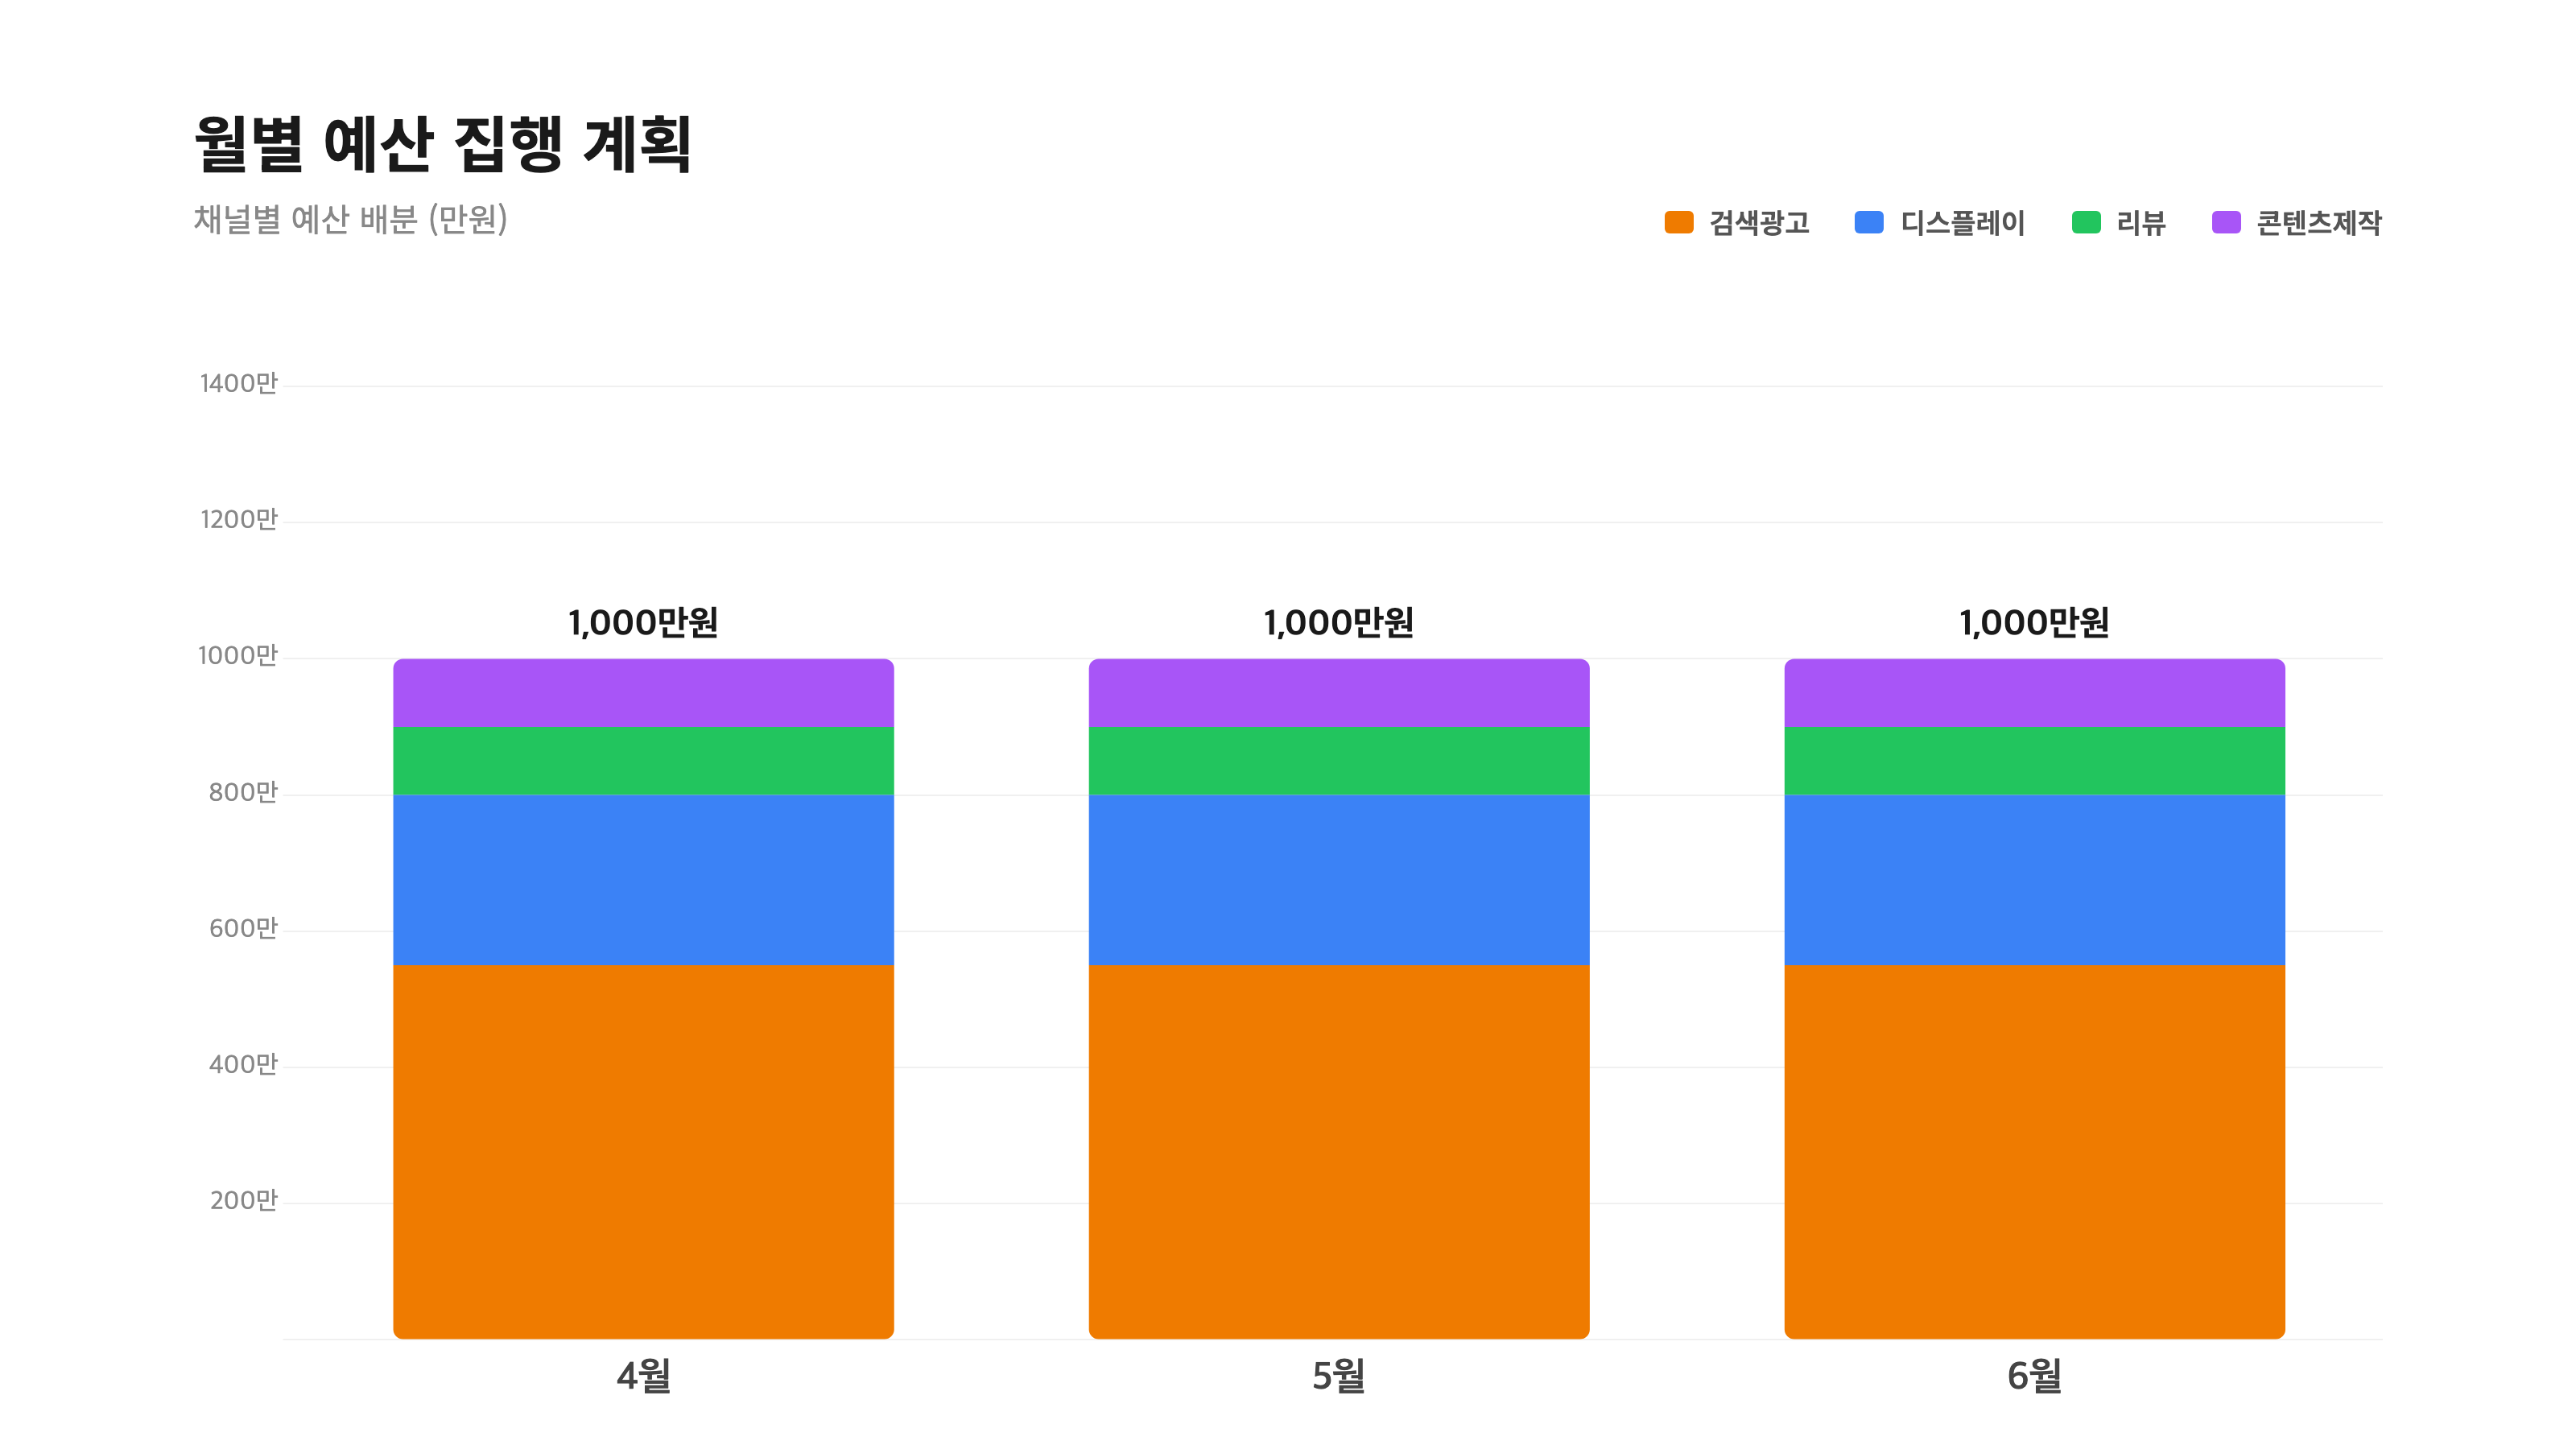 월별 예산 집행 계획
채널별 예산 배분 (만원)
검색광고 디스플레이 리뷰 콘텐츠제작
1400만
1200만
1,000만원 1,000만원 1,000만원
1000만
800만
600만
400만
200만
4월 5월 6월